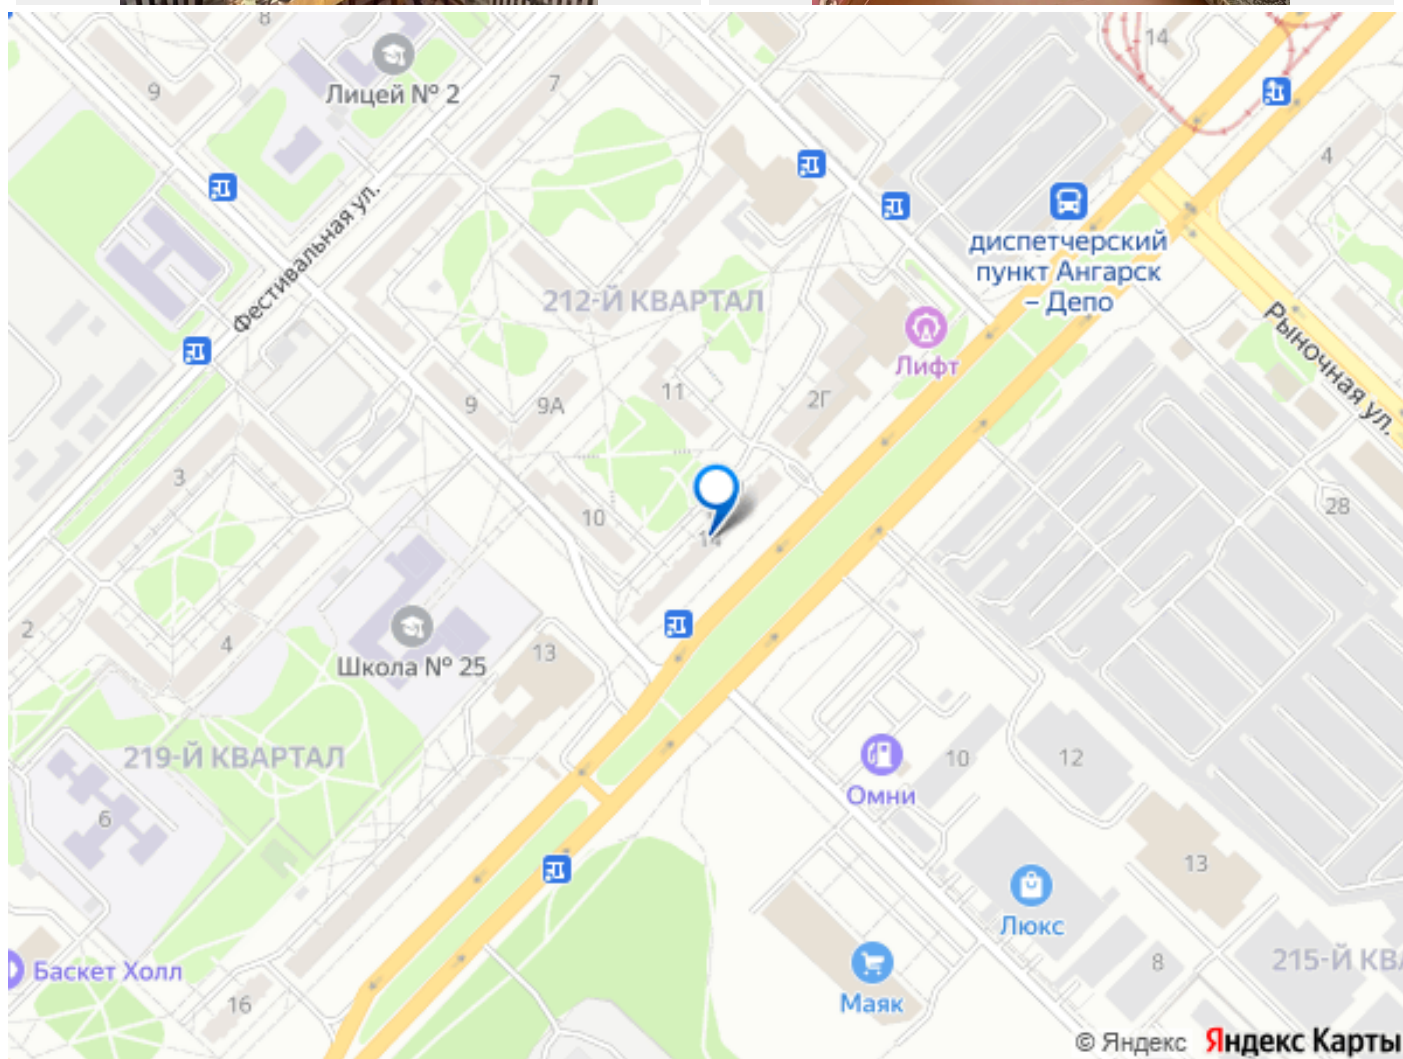 8
14
9
7
Лицей № 2
4
Фестивальная ул.
диспетчерский
пункт Ангарск
– Депо
212-Й КВАРТАЛ
Рыночная ул.
Лифт
11
2Г
9
9А
3
10
14
28
2
4
Школа № 25
13
219-Й КВАРТАЛ
10
12
Омни
6
13
Люкс
Баскет Холл
8
215-Й КВА
16
Маяк
© Яндекс Яндекс Карты